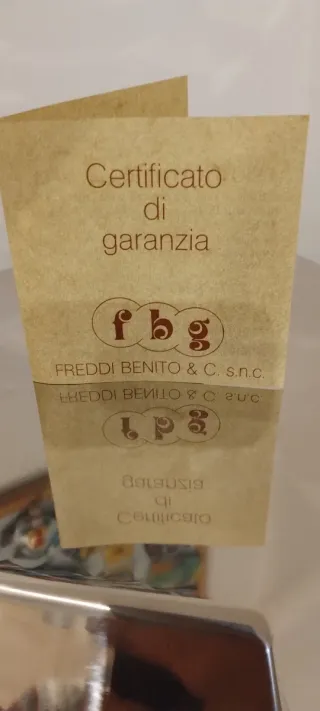 Certificato
di
garanzia
fbg
FREDDI BENITO & C. s.n.c.